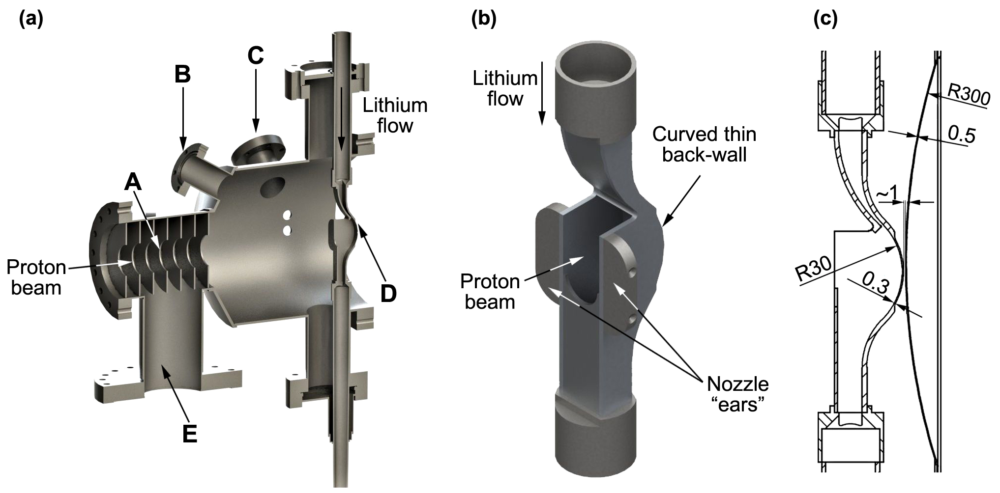 (a)
C
B
Lithium
flow
A
Proton
beam
D
E
(b)
Lithium
flow
Curved thin
back-wall
Proton
beam
Nozzle
“ears”
(c)
R300
0.5
~1
R30
0.3